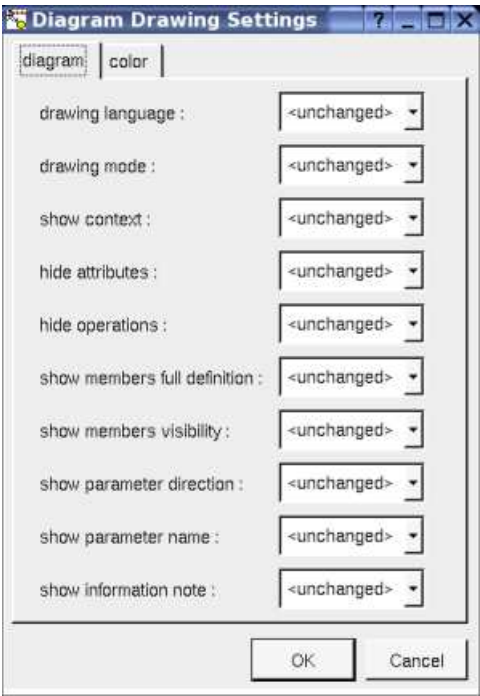 Diagram Drawing Settings ?
diagram color
drawing language : <unchanged>
drawing mode : <unchanged>
show context : <unchanged>
hide attributes : <unchanged>
hide operations : <unchanged>
show members full definition : <unchanged>
show members visibility : <unchanged>
show parameter direction : <unchanged>
show parameter name : <unchanged>
show information note : <unchanged>
OK Cancel